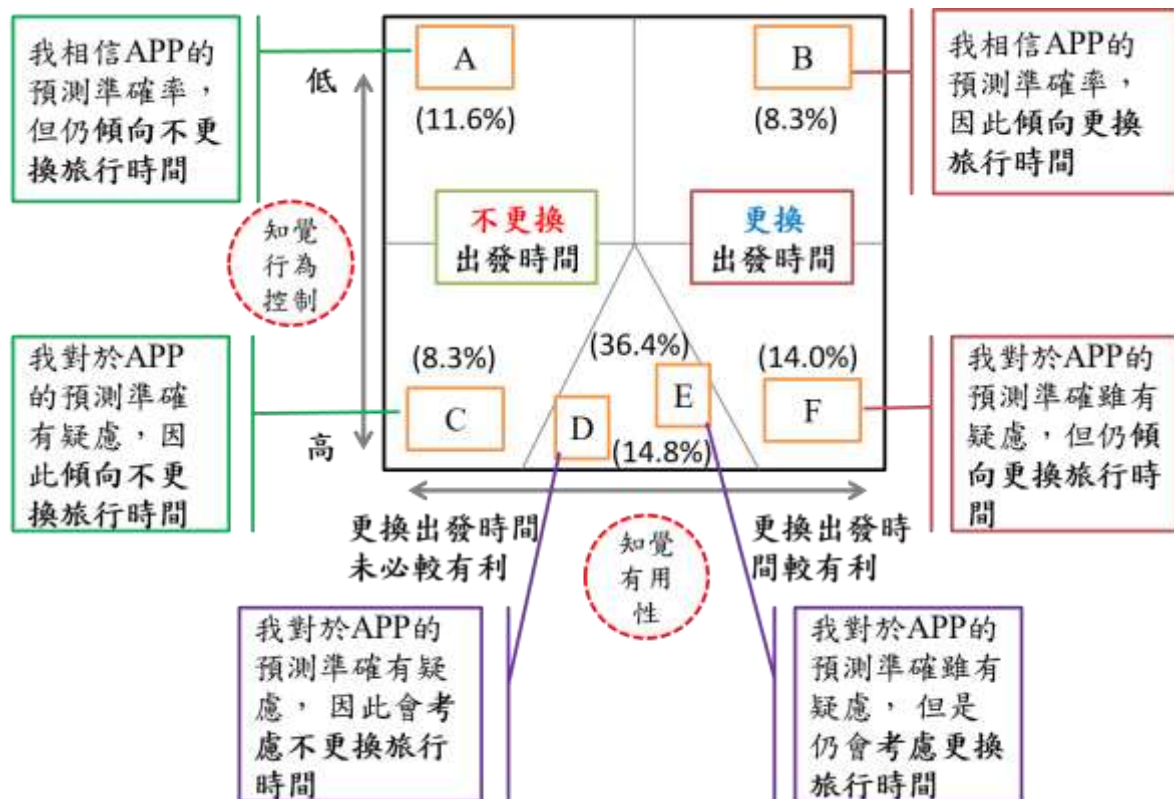 我相信APP的
預測準確率，
但仍傾向不更
換旅行時間
低
A
(11.6%)
B
(8.3%)
我相信APP的
預測準確率，
因此傾向更換
旅行時間
知覺
行為
控制
不更換
出發時間
更換
出發時間
我對於APP
的預測準確
有疑慮，因
此傾向不更
換旅行時間
高
(8.3%)
C
D
(36.4%)
E
(14.8%)
(14.0%)
F
我對於APP的
預測準確雖有
疑慮，但仍傾
向更換旅行時
間
更換出發時間
未必較有利
知覺
有用
性
更換出發時
間較有利
我對於APP的
預測準確有疑
慮， 因此會考
慮不更換旅行
時間
我對於APP的
預測準確雖有
疑慮， 但是
仍會考慮更換
旅行時間